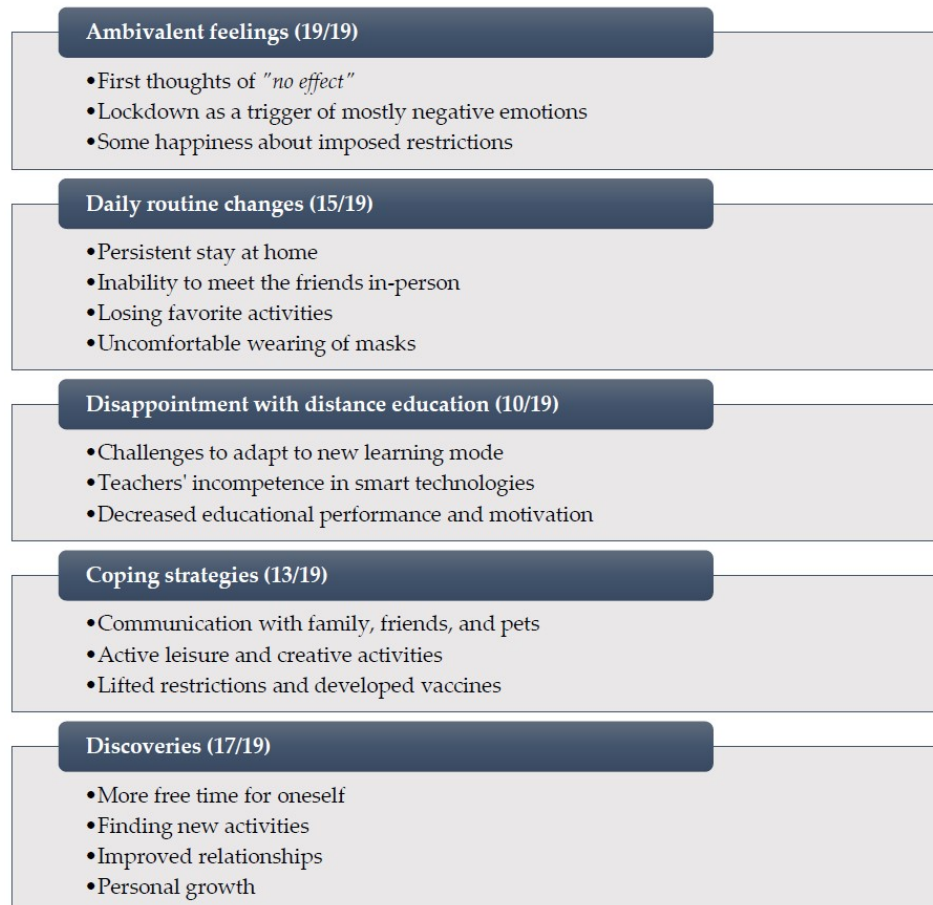 Ambivalent feelings (19/19)
•First thoughts of "no effect"
•Lockdown as a trigger of mostly negative emotions
•Some happiness about imposed restrictions
Daily routine changes (15/19)
•Persistent stay at home
•Inability to meet the friends in-person
•Losing favorite activities
•Uncomfortable wearing of masks
Disappointment with distance education (10/19)
•Challenges to adapt to new learning mode
•Teachers' incompetence in smart technologies
•Decreased educational performance and motivation
Coping strategies (13/19)
•Communication with family, friends, and pets
•Active leisure and creative activities
•Lifted restrictions and developed vaccines
Discoveries (17/19)
•More free time for oneself
•Finding new activities
•Improved relationships
•Personal growth